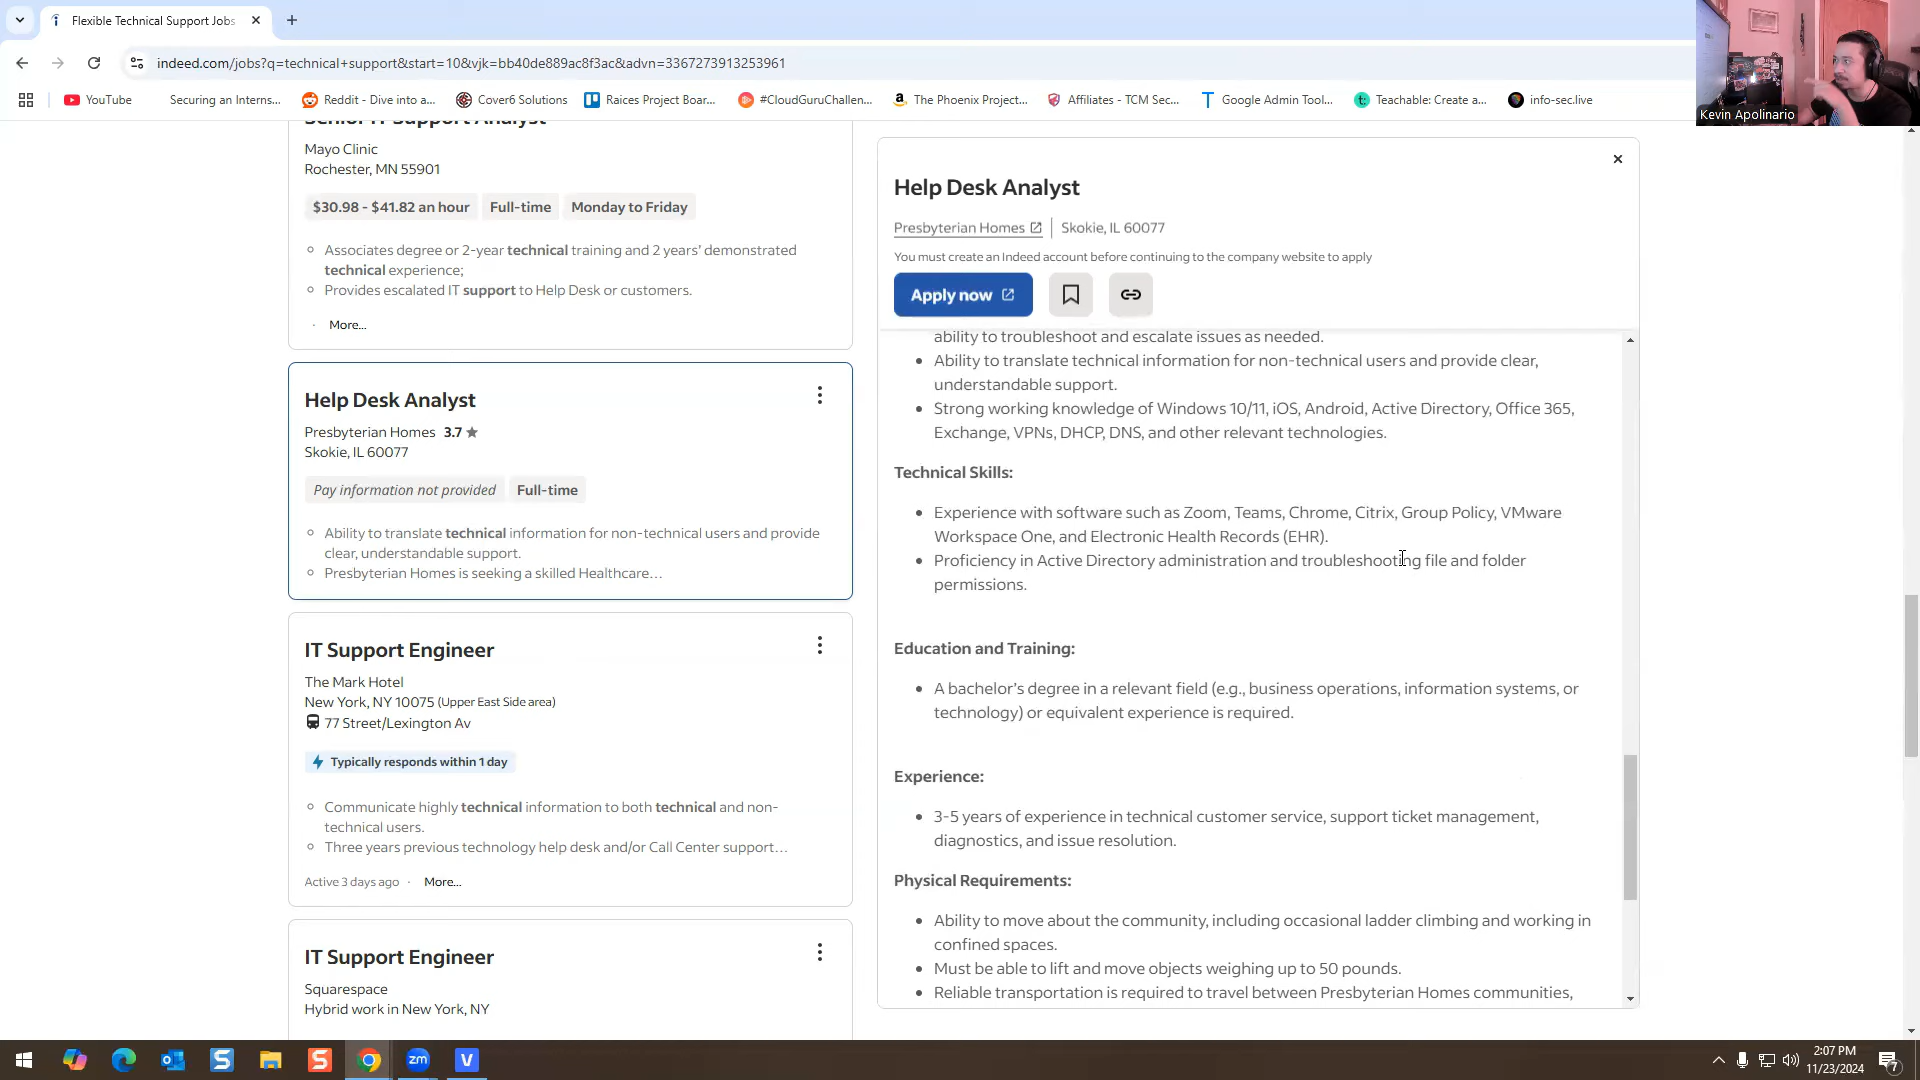 Flexible Technical Support Jobs
indeed.com/jobs?q=technical+support&start=10&vjk=bb40de889ac8f3ac&advn=3367273913253961
YouTube
Securing an Interns...
Reddit - Dive into a...
Cover6 Solutions
Raices Project Boar...
#CloudGuruChallen...
The Phoenix Project...
Affiliates - TCM Sec...
Google Admin Tool...
Teachable: Create a...
info-sec.live
Kevin Apolinario
Senior IT Support Analyst
Mayo Clinic
Rochester, MN 55901
$30.98 - $41.82 an hour
Full-time
Monday to Friday
Associates degree or 2-year technical training and 2 years' demonstrated
technical experience;
Provides escalated IT support to Help Desk or customers.
· More...
Help Desk Analyst
Presbyterian Homes 3.7 ★
Skokie, IL 60077
Pay information not provided
Full-time
Ability to translate technical information for non-technical users and provide
clear, understandable support.
Presbyterian Homes is seeking a skilled Healthcare…
IT Support Engineer
The Mark Hotel
New York, NY 10075 (Upper East Side area)
77 Street/Lexington Av
Typically responds within 1 day
Communicate highly technical information to both technical and non-
technical users.
Three years previous technology help desk and/or Call Center support…
Active 3 days ago · More...
IT Support Engineer
Squarespace
Hybrid work in New York, NY
Help Desk Analyst
Presbyterian Homes
Skokie, IL 60077
You must create an Indeed account before continuing to the company website to apply
Apply now
ability to troubleshoot and escalate issues as needed.
Ability to translate technical information for non-technical users and provide clear,
understandable support.
Strong working knowledge of Windows 10/11, iOS, Android, Active Directory, Office 365,
Exchange, VPNs, DHCP, DNS, and other relevant technologies.
Technical Skills:
Experience with software such as Zoom, Teams, Chrome, Citrix, Group Policy, VMware
Workspace One, and Electronic Health Records (EHR).
Proficiency in Active Directory administration and troubleshooting file and folder
permissions.
Education and Training:
A bachelor's degree in a relevant field (e.g., business operations, information systems, or
technology) or equivalent experience is required.
Experience:
3-5 years of experience in technical customer service, support ticket management,
diagnostics, and issue resolution.
Physical Requirements:
Ability to move about the community, including occasional ladder climbing and working in
confined spaces.
Must be able to lift and move objects weighing up to 50 pounds.
Reliable transportation is required to travel between Presbyterian Homes communities,
zm
V
2:07 PM
11/23/2024
7